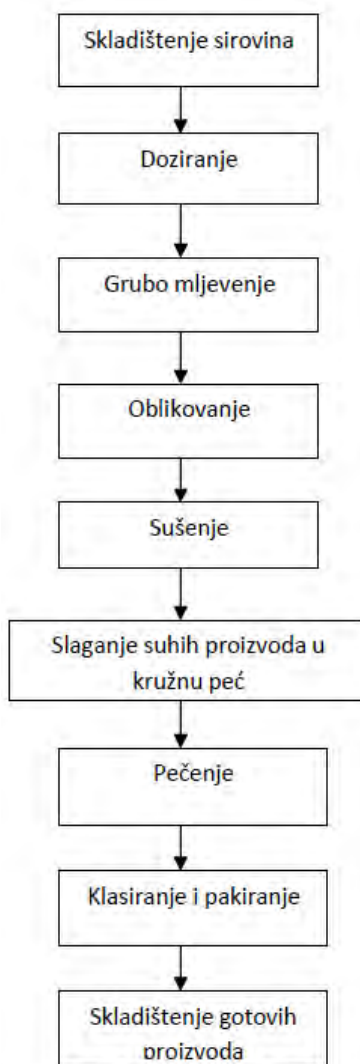 Skladištenje sirovina
Doziranje
Grubo mljevenje
Oblikovanje
Sušenje
Slaganje suhih proizvoda u
kružnu peć
Pečenje
Klasiranje i pakiranje
Skladištenje gotovih
proizvoda